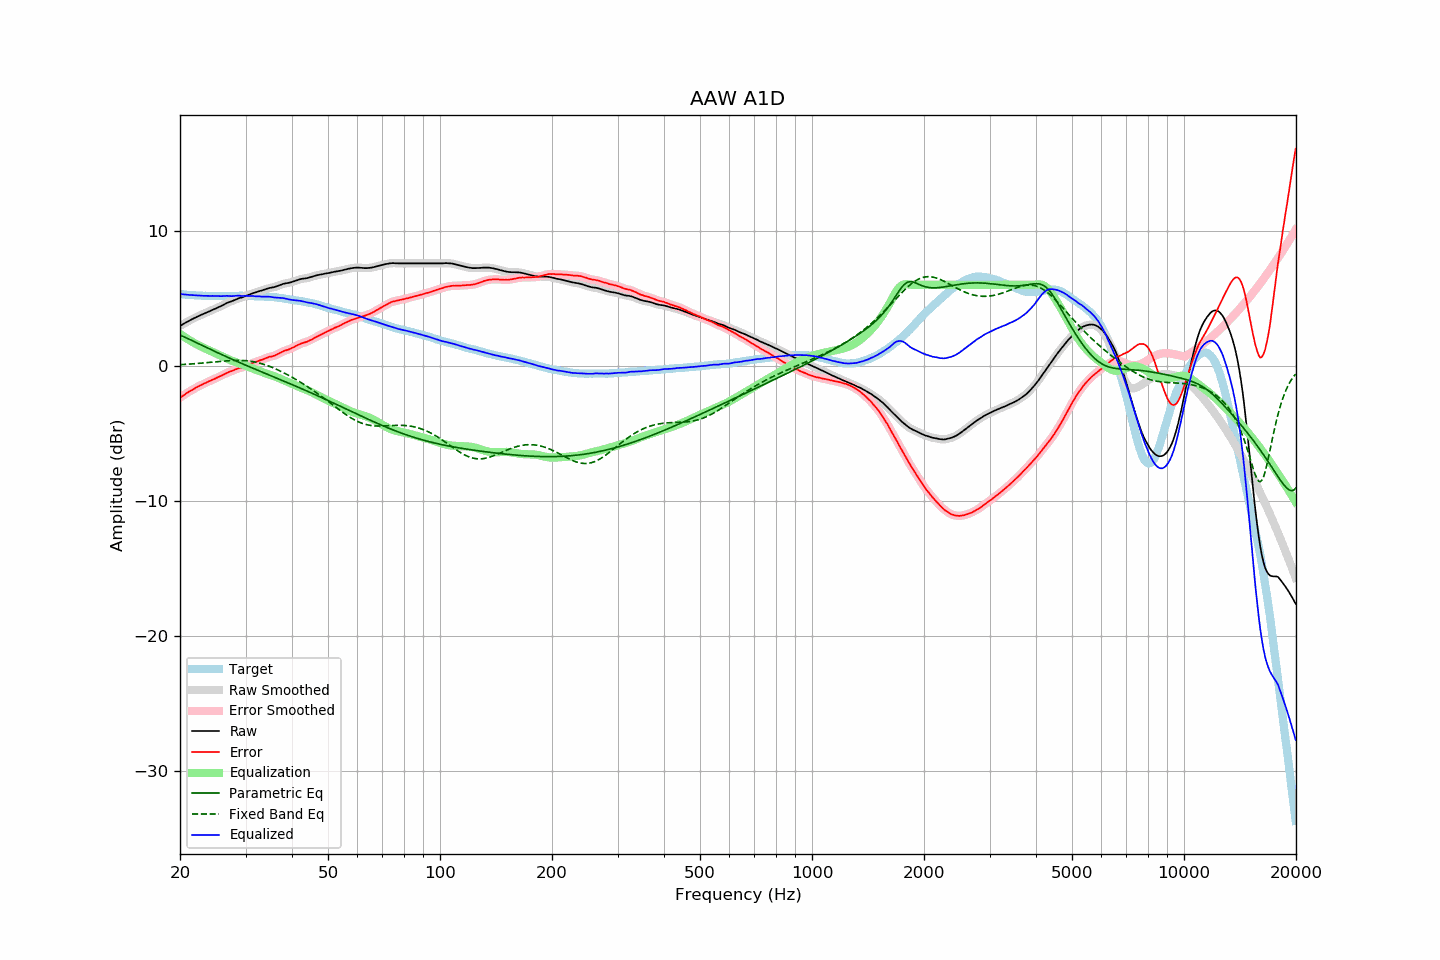 AAW A1D
Amplitude (dBr)
10
0
−10
−20
−30
Target
Raw Smoothed
Error Smoothed
Raw
Error
Equalization
Parametric Eq
Fixed Band Eq
Equalized
20 50 100 200 500 1000 2000 5000 10000 20000
Frequency (Hz)